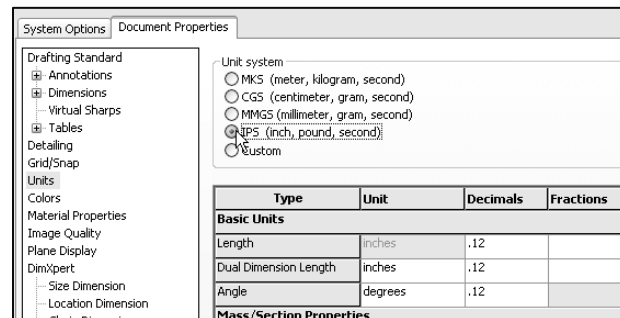 System Options
Document Properties
Drafting Standard
Annotations
Dimensions
Virtual Sharps
Tables
Detailing
Grid/Snap
Units
Colors
Material Properties
Image Quality
Plane Display
DimXpert
Size Dimension
Location Dimension
Unit system
MKS (meter, kilogram, second)
CGS (centimeter, gram, second)
MMGS (millimeter, gram, second)
IPS (inch, pound, second)
Custom
Type Unit Decimals Fractions
Basic Units
Length inches .12
Dual Dimension Length inches .12
Angle degrees .12
Mass/Section Properties